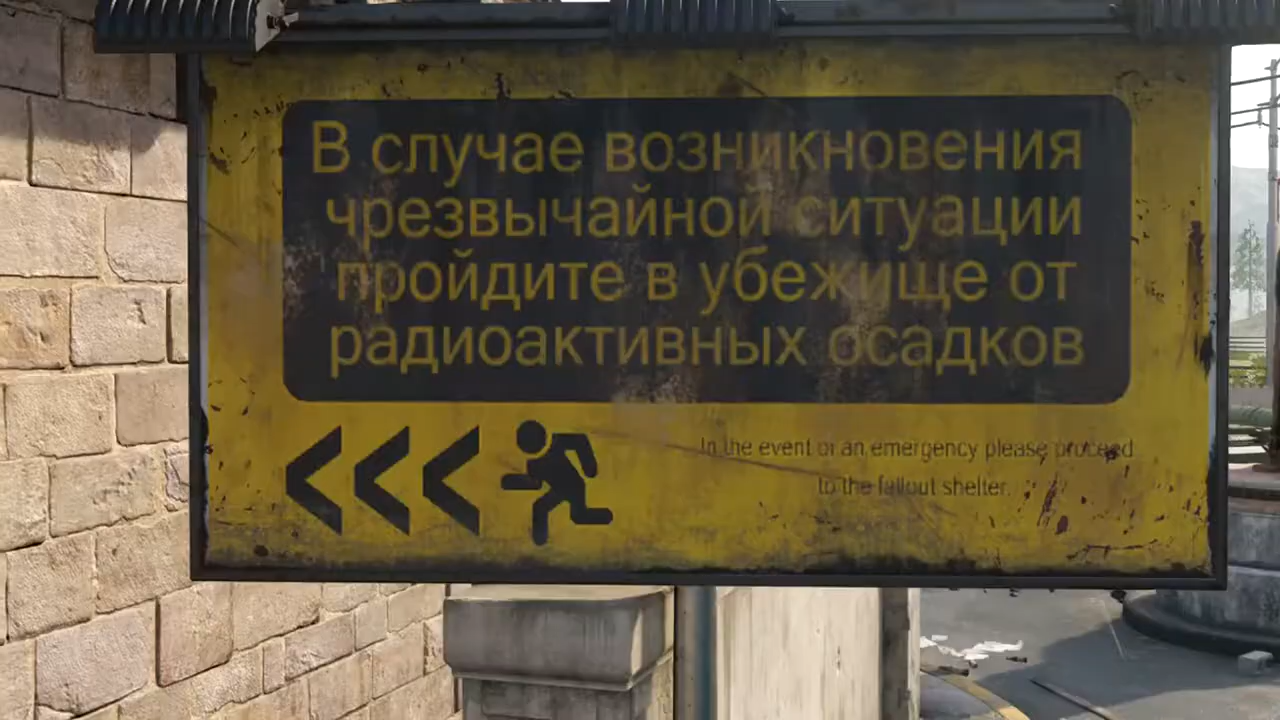 В случае возникновения
чрезвычайной ситуации
пройдите в убежище от
радиоактивных осадков
In the event of an emergency please proceed
to the fallout shelter.